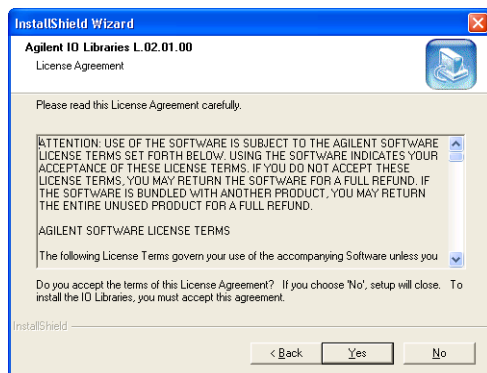 InstallShield Wizard
Agilent IO Libraries L.02.01.00
License Agreement
Please read this License Agreement carefully.
ATTENTION: USE OF THE SOFTWARE IS SUBJECT TO THE AGILENT SOFTWARE
LICENSE TERMS SET FORTH BELOW. USING THE SOFTWARE INDICATES YOUR
ACCEPTANCE OF THESE LICENSE TERMS. IF YOU DO NOT ACCEPT THESE
LICENSE TERMS, YOU MAY RETURN THE SOFTWARE FOR A FULL REFUND. IF
THE SOFTWARE IS BUNDLED WITH ANOTHER PRODUCT, YOU MAY RETURN
THE ENTIRE UNUSED PRODUCT FOR A FULL REFUND.
AGILENT SOFTWARE LICENSE TERMS
The following License Terms govern your use of the accompanying Software unless you
Do you accept the terms of this License Agreement? If you choose 'No', setup will close. To
install the IO Libraries, you must accept this agreement.
InstallShield
< Back Yes No